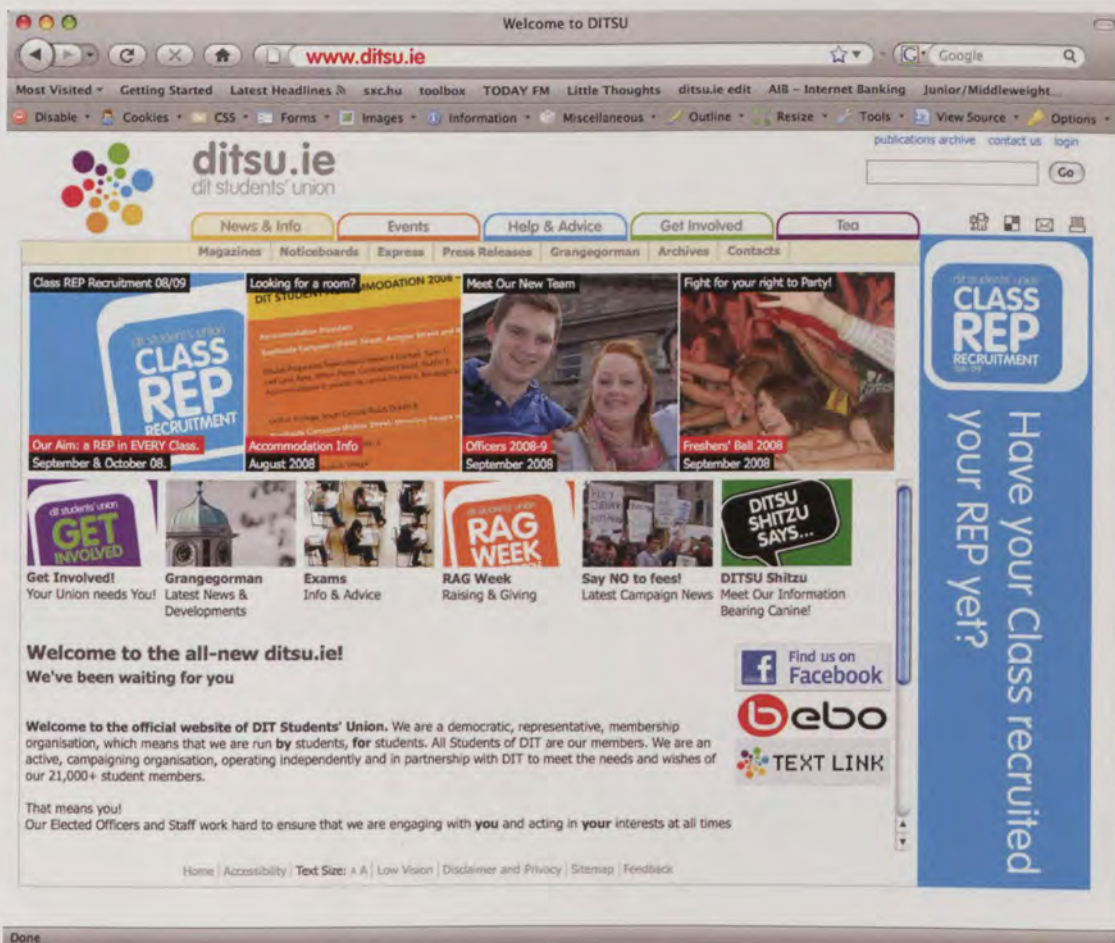 Welcome to DITSU
www.ditsu.ie
Google
Most Visited Getting Started Latest Headlines sxc.hu toolbox TODAY FM Little Thoughts ditsu.ie edit AIB - Internet Banking Junior/Middleweight...
Disable Cookies CSS Forms Images Information Miscellaneous Outline Resize Tools View Source Options
publications archive contact us login
ditsu.ie
dit students' union
Go
News & Info Events Help & Advice Get Involved Tea
Magazines Noticeboards Express Press Releases Grangegorman Archives Contacts
Class REP Recruitment 08/09
dit students' union
CLASS
REP
RECRUITMENT
Our Aim: a REP in EVERY Class.
September & October 08.
Looking for a room?
DIT STUDENT ACCOMMODATION 2008 -
Accommodation Info
August 2008
Meet Our New Team
Officers 2008-9
September 2008
Fight for your right to Party!
Freshers' Ball 2008
September 2008
dit students' union
CLASS
REP
RECRUITMENT
08/09
Have your Class recruited
your REP yet?
dit students' union
GET
INVOLVED
Get Involved!
Your Union needs You!
Grangegorman
Latest News &
Developments
Exams
Info & Advice
dit students' union
RAG
WEEK
RAG Week
Raising & Giving
Say NO to fees!
Latest Campaign News
DITSU
SHITZU
SAYS...
DITSU Shitzu
Meet Our Information
Bearing Canine!
Welcome to the all-new ditsu.ie!
We've been waiting for you
Find us on
Facebook
bebo
TEXT LINK
Welcome to the official website of DIT Students' Union. We are a democratic, representative, membership
organisation, which means that we are run by students, for students. All Students of DIT are our members. We are an
active, campaigning organisation, operating independently and in partnership with DIT to meet the needs and wishes of
our 21,000+ student members.
That means you!
Our Elected Officers and Staff work hard to ensure that we are engaging with you and acting in your interests at all times
Home | Accessibility | Text Size: A A | Low Vision | Disclaimer and Privacy | Sitemap | Feedback
Done